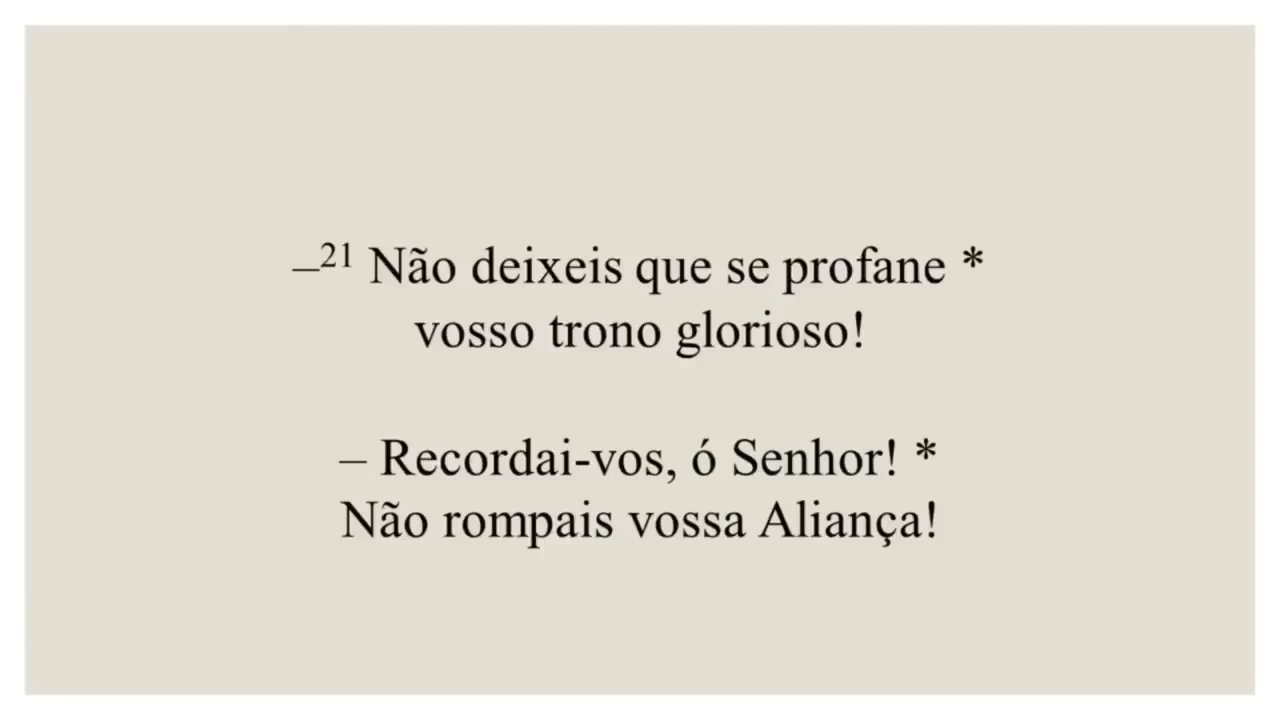 –²¹ Não deixeis que se profane *
vosso trono glorioso!
– Recordai-vos, ó Senhor! *
Não rompais vossa Aliança!